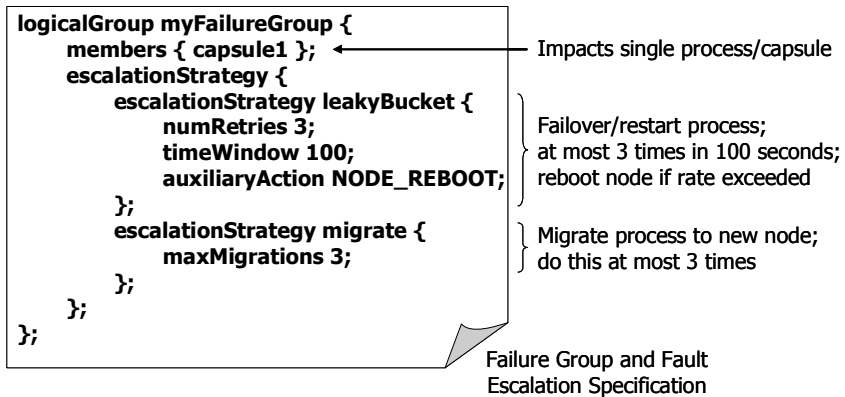 logicalGroup myFailureGroup {
members { capsule1 };
escalationStrategy {
escalationStrategy leakyBucket {
numRetries 3;
timeWindow 100;
auxiliaryAction NODE_REBOOT;
};
escalationStrategy migrate {
maxMigrations 3;
};
};
};
Impacts single process/capsule
Failover/restart process;
at most 3 times in 100 seconds;
reboot node if rate exceeded
Migrate process to new node;
do this at most 3 times
Failure Group and Fault
Escalation Specification